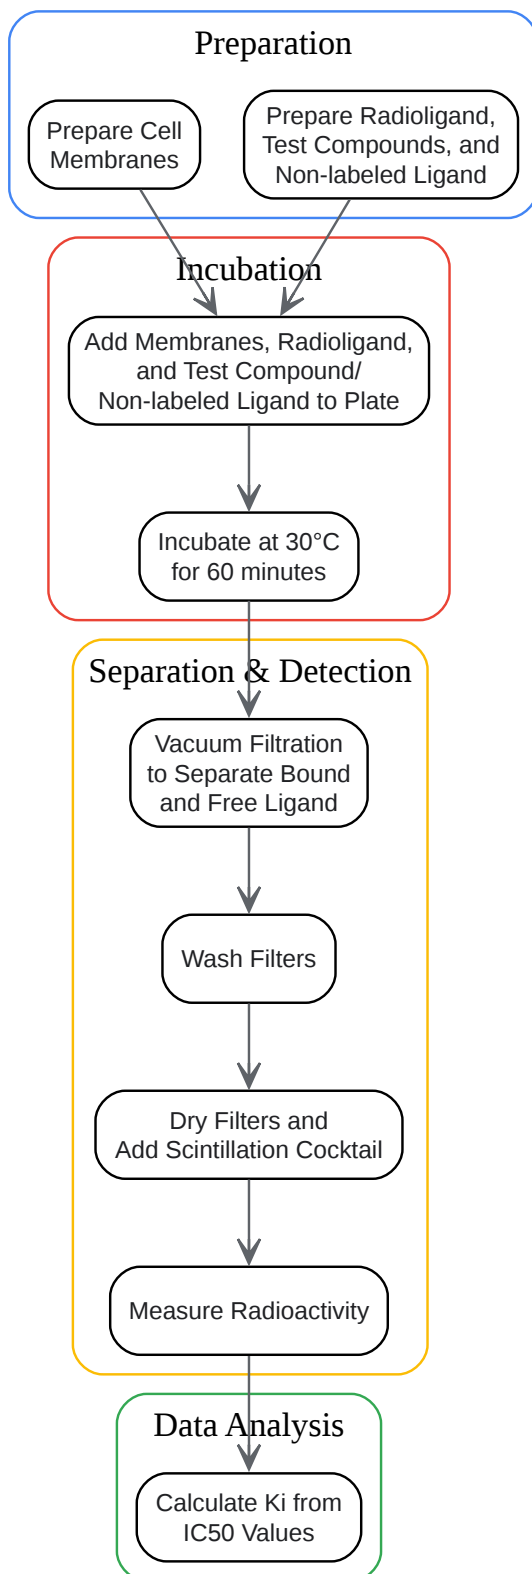 Preparation
Prepare Cell
Membranes
Prepare Radioligand,
Test Compounds, and
Non-labeled Ligand
Incubation
Add Membranes, Radioligand,
and Test Compound/
Non-labeled Ligand to Plate
Incubate at 30°C
for 60 minutes
Separation & Detection
Vacuum Filtration
to Separate Bound
and Free Ligand
Wash Filters
Dry Filters and
Add Scintillation Cocktail
Measure Radioactivity
Data Analysis
Calculate Ki from
IC50 Values